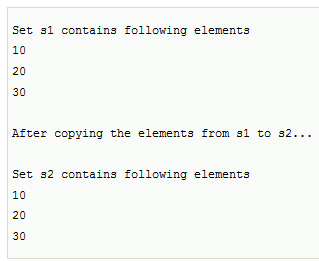 Set s1 contains following elements
10
20
30
After copying the elements from s1 to s2...
Set s2 contains following elements
10
20
30